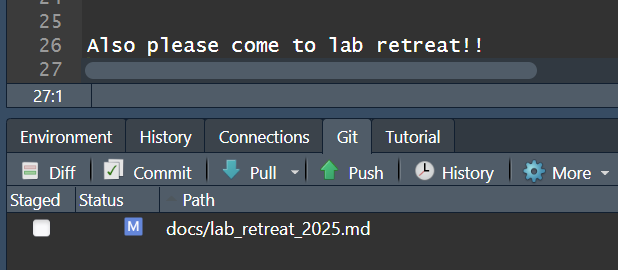 24
25
26 Also please come to lab retreat!!
27
27:1
Environment History Connections Git Tutorial
Diff Commit Pull Push History More
Staged Status Path
M docs/lab_retreat_2025.md